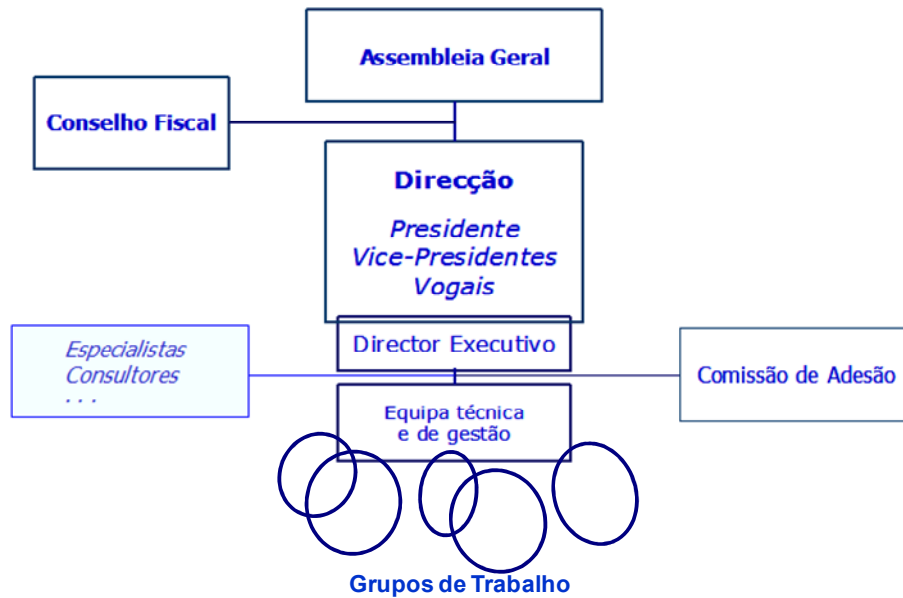 Assembleia Geral
Conselho Fiscal
Direcção
Presidente
Vice-Presidentes
Vogais
Director Executivo
Especialistas
Consultores
. . .
Comissão de Adesão
Equipa técnica
e de gestão
Grupos de Trabalho